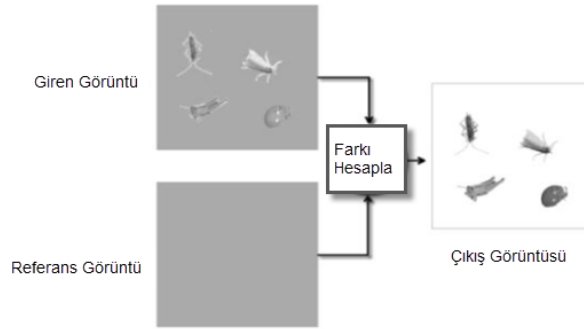 Giren Görüntü
Farkı
Hesapla
Referans Görüntü
Çıkış Görüntüsü